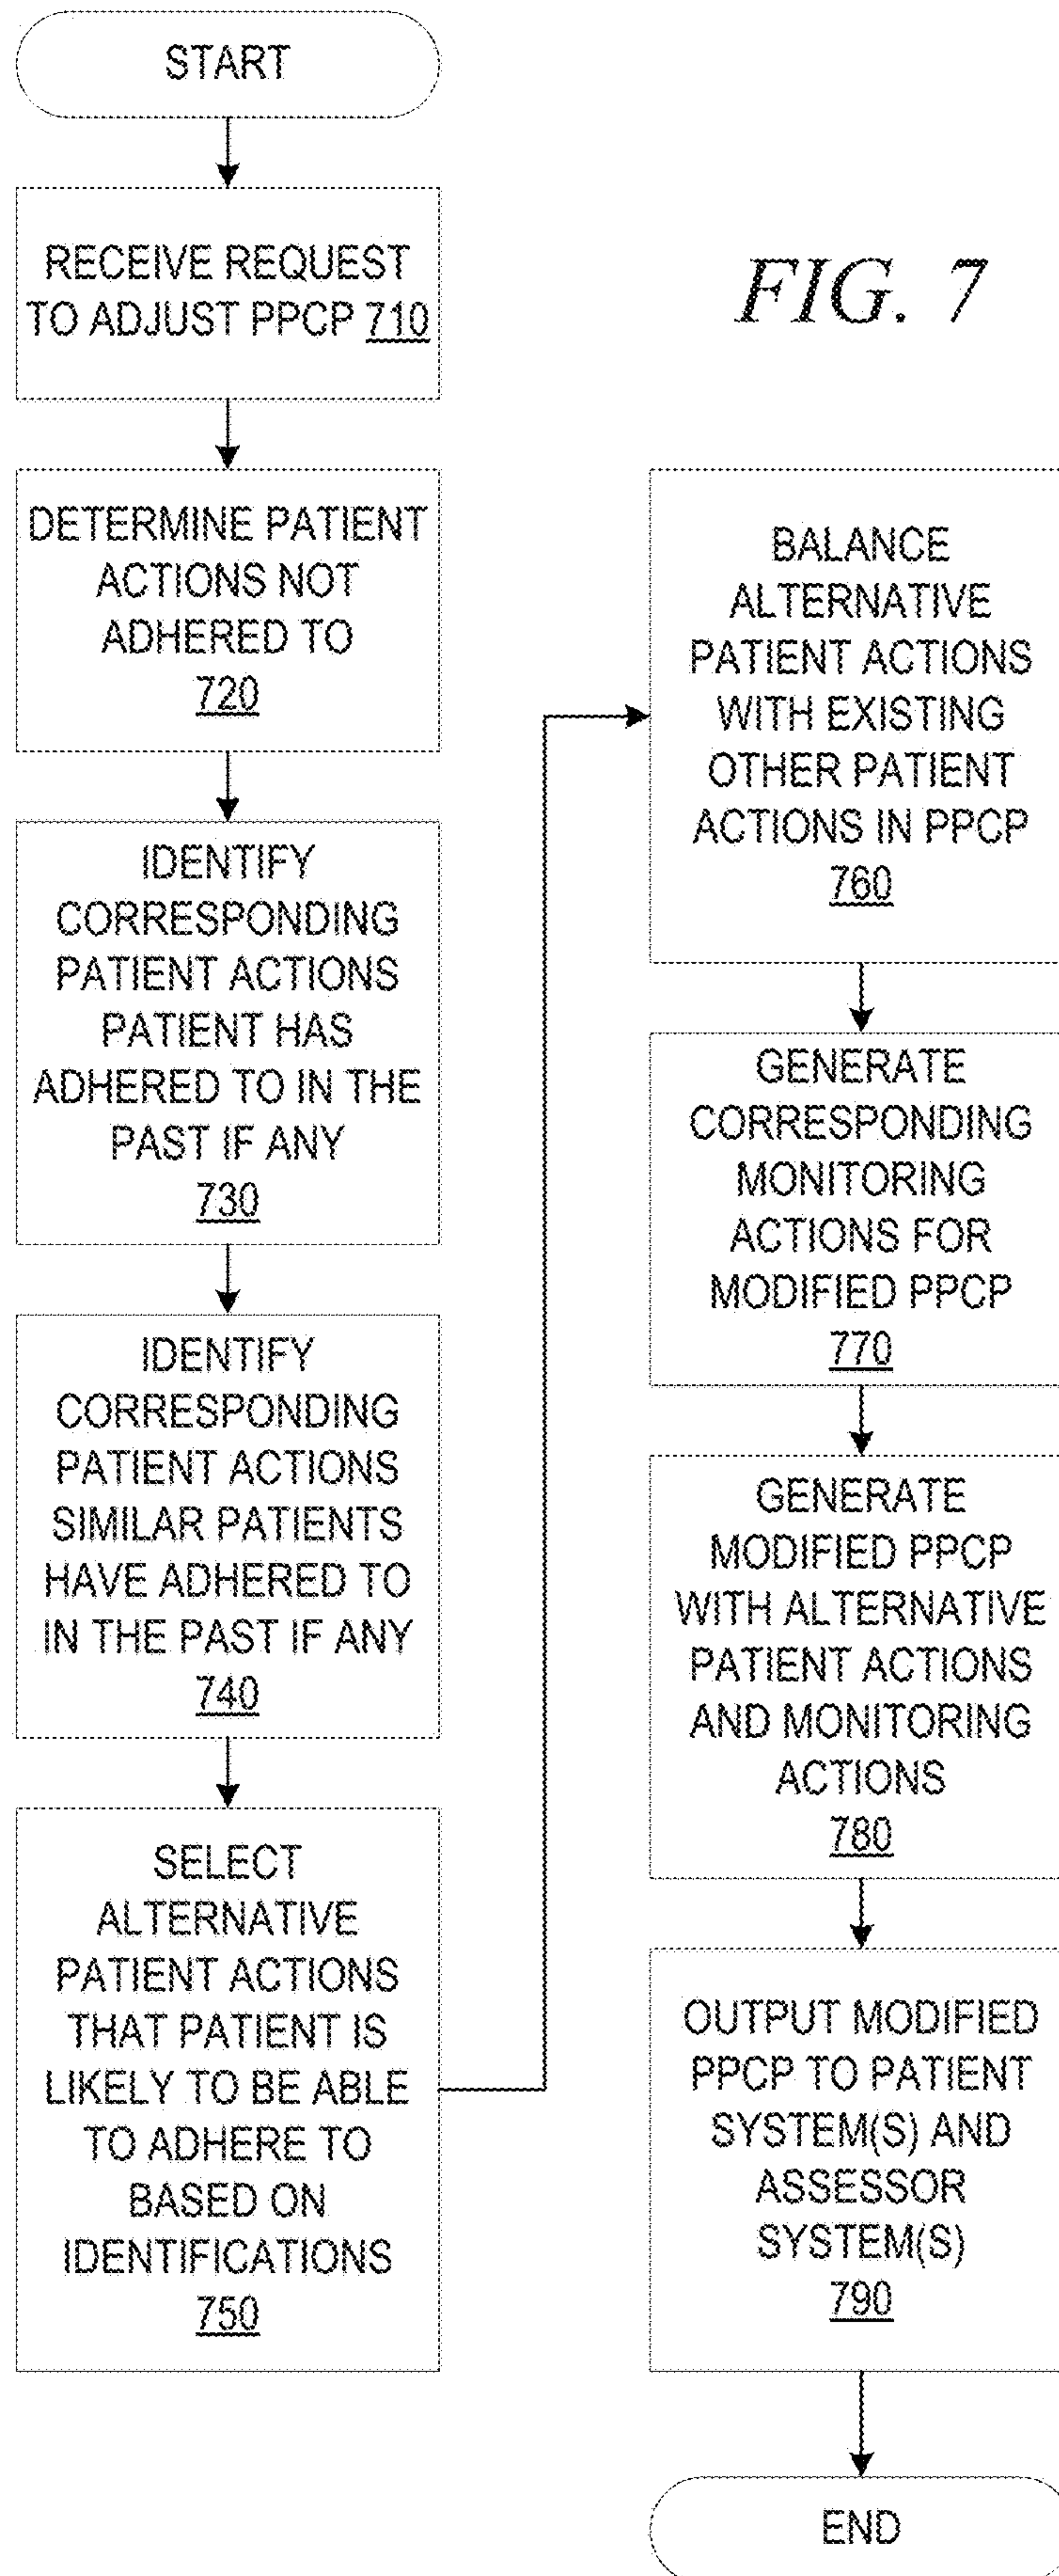 START
RECEIVE REQUEST
TO ADJUST PPCP 710
DETERMINE PATIENT
ACTIONS NOT
ADHERED TO
720
IDENTIFY
CORRESPONDING
PATIENT ACTIONS
PATIENT HAS
ADHERED TO IN THE
PAST IF ANY
730
IDENTIFY
CORRESPONDING
PATIENT ACTIONS
SIMILAR PATIENTS
HAVE ADHERED TO
IN THE PAST IF ANY
740
SELECT
ALTERNATIVE
PATIENT ACTIONS
THAT PATIENT IS
LIKELY TO BE ABLE
TO ADHERE TO
BASED ON
IDENTIFICATIONS
750
FIG. 7
BALANCE
ALTERNATIVE
PATIENT ACTIONS
WITH EXISTING
OTHER PATIENT
ACTIONS IN PPCP
760
GENERATE
CORRESPONDING
MONITORING
ACTIONS FOR
MODIFIED PPCP
770
GENERATE
MODIFIED PPCP
WITH ALTERNATIVE
PATIENT ACTIONS
AND MONITORING
ACTIONS
780
OUTPUT MODIFIED
PPCP TO PATIENT
SYSTEM(S) AND
ASSESSOR
SYSTEM(S)
790
END